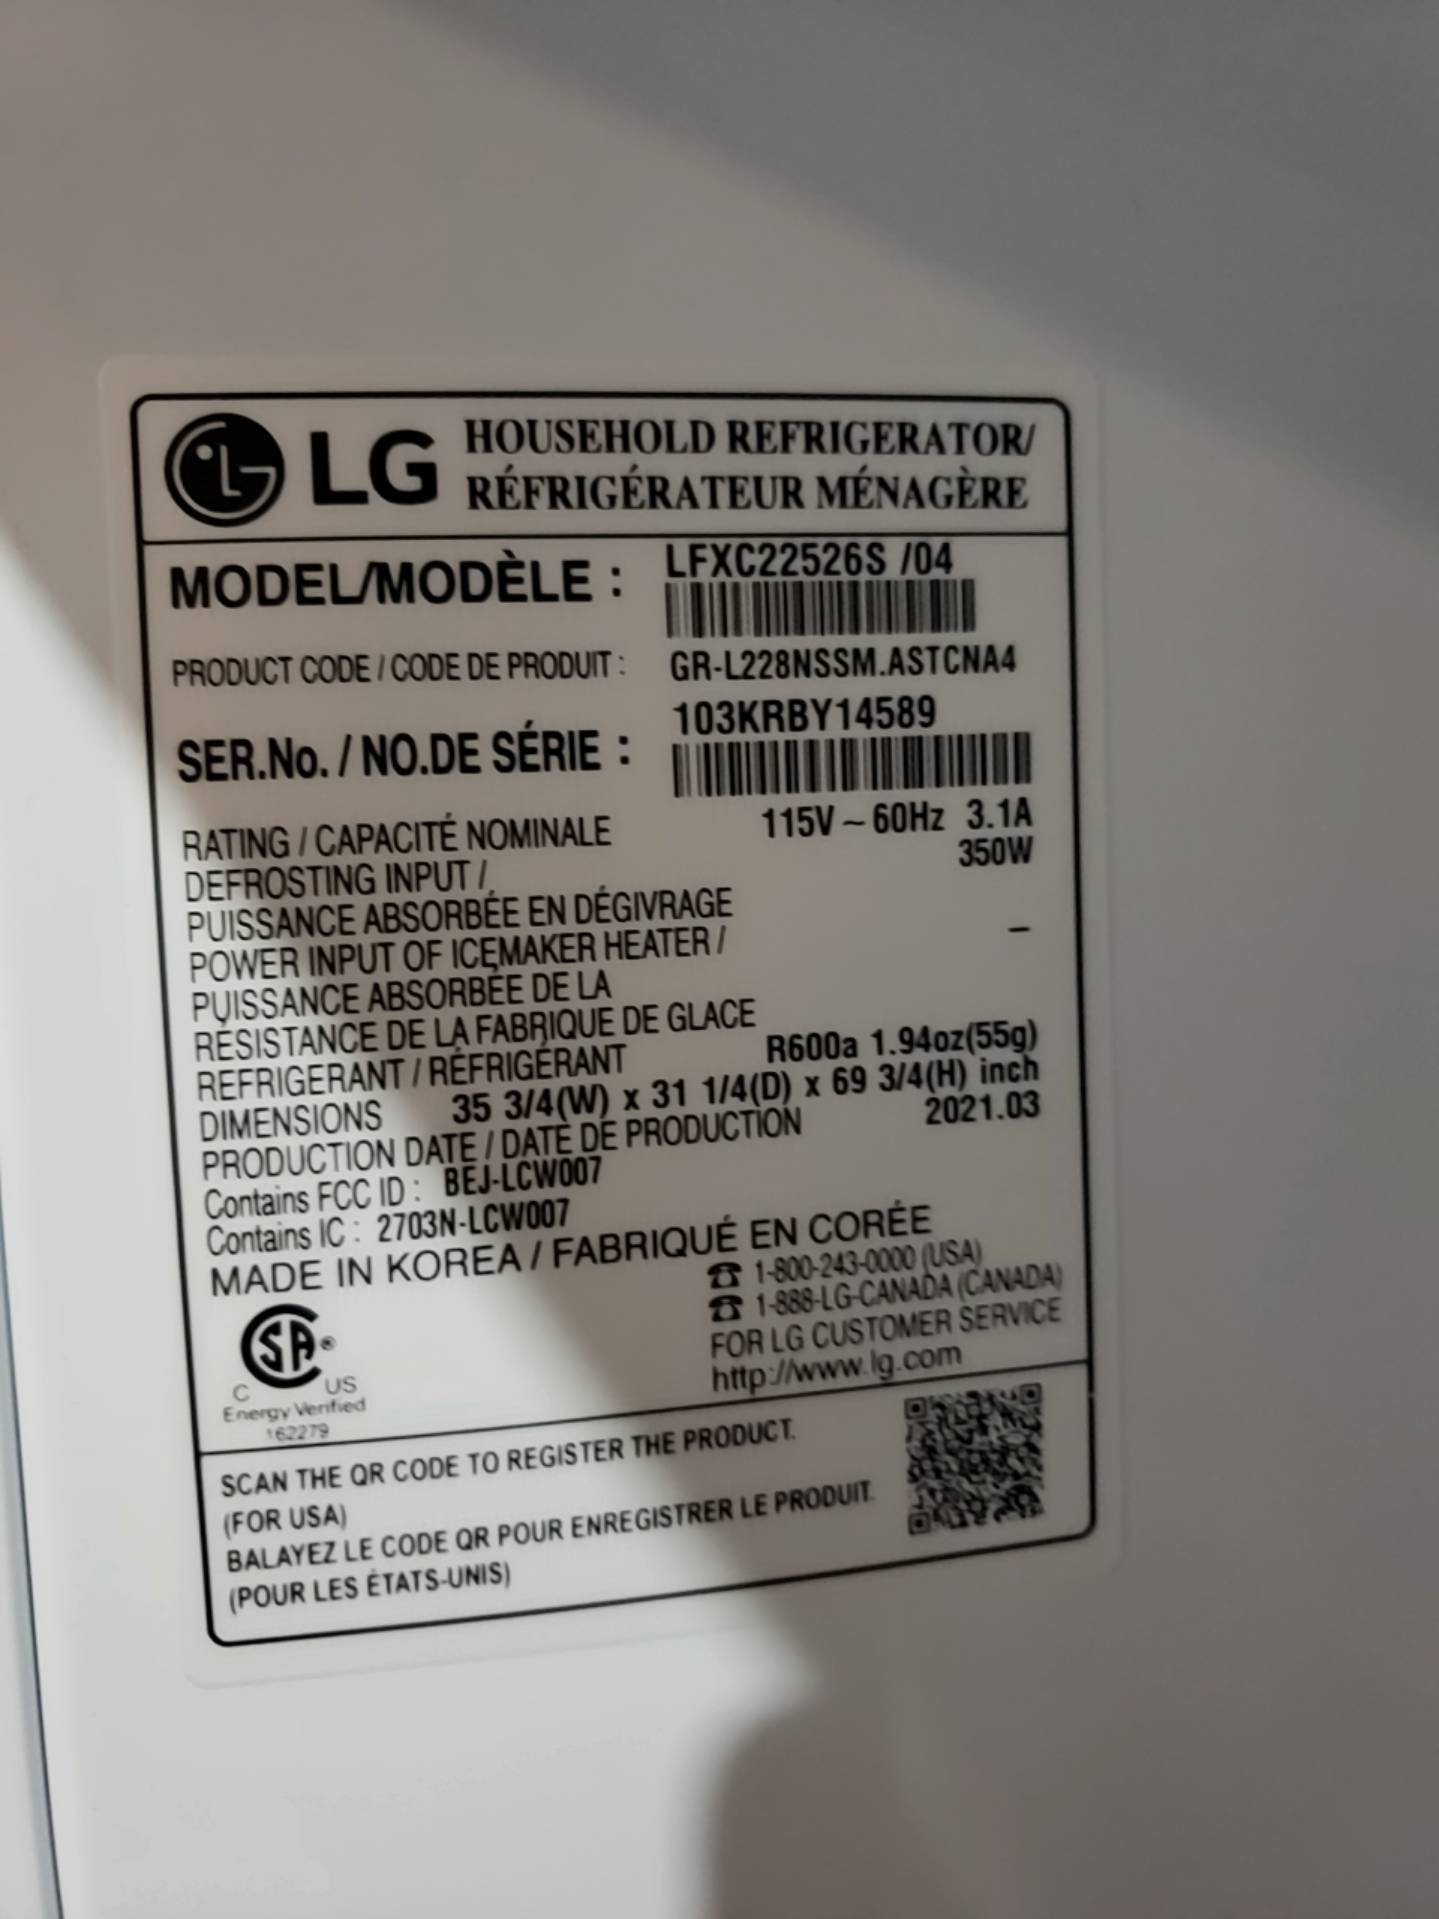 LG HOUSEHOLD REFRIGERATOR/
RÉFRIGÉRATEUR MÉNAGÈRE
MODEL/MODÈLE : LFXC22526S /04
PRODUCT CODE / CODE DE PRODUIT : GR-L228NSSM.ASTCNA4
SER.No. / NO.DE SÉRIE : 103KRBY14589
RATING / CAPACITÉ NOMINALE 115V ~ 60Hz 3.1A
DEFROSTING INPUT / 350W
PUISSANCE ABSORBÉE EN DÉGIVRAGE
POWER INPUT OF ICEMAKER HEATER / –
PUISSANCE ABSORBÉE DE LA
RÉSISTANCE DE LA FABRIQUE DE GLACE
REFRIGERANT / RÉFRIGÉRANT R600a 1.94oz(55g)
DIMENSIONS 35 3/4(W) x 31 1/4(D) x 69 3/4(H) inch
PRODUCTION DATE / DATE DE PRODUCTION 2021.03
Contains FCC ID : BEJ-LCW007
Contains IC : 2703N-LCW007
MADE IN KOREA / FABRIQUÉ EN CORÉE
☎ 1-800-243-0000 (USA)
☎ 1-888-LG-CANADA (CANADA)
FOR LG CUSTOMER SERVICE
http://www.lg.com
SA ®
C US
Energy Verified
162279
SCAN THE QR CODE TO REGISTER THE PRODUCT.
(FOR USA)
BALAYEZ LE CODE QR POUR ENREGISTRER LE PRODUIT.
(POUR LES ÉTATS-UNIS)